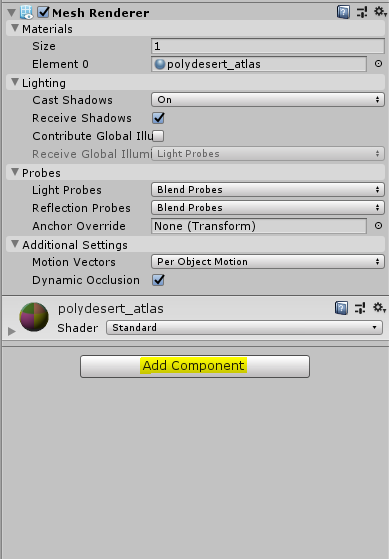 Mesh Renderer
Materials
Size 1
Element 0 polydesert_atlas
Lighting
Cast Shadows On
Receive Shadows
Contribute Global Illu
Receive Global Illumi Light Probes
Probes
Light Probes Blend Probes
Reflection Probes Blend Probes
Anchor Override None (Transform)
Additional Settings
Motion Vectors Per Object Motion
Dynamic Occlusion
polydesert_atlas
Shader Standard
Add Component